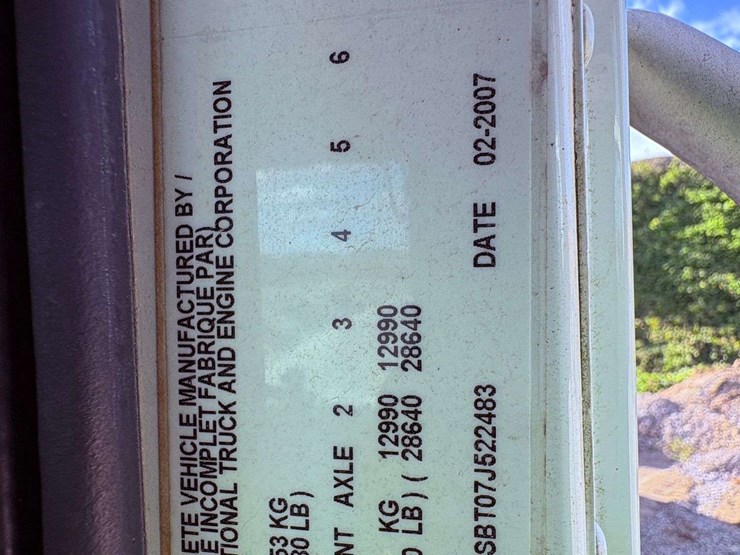 ETE VEHICLE MANUFACTURED BY /
E INCOMPLET FABRIQUE PAR)
TIONAL TRUCK AND ENGINE CORPORATION
53 KG
30 LB )
NT AXLE 2 3 4 5 6
KG 12990 12990
0 LB ) ( 28640 28640
SBT07J522483 DATE 02-2007